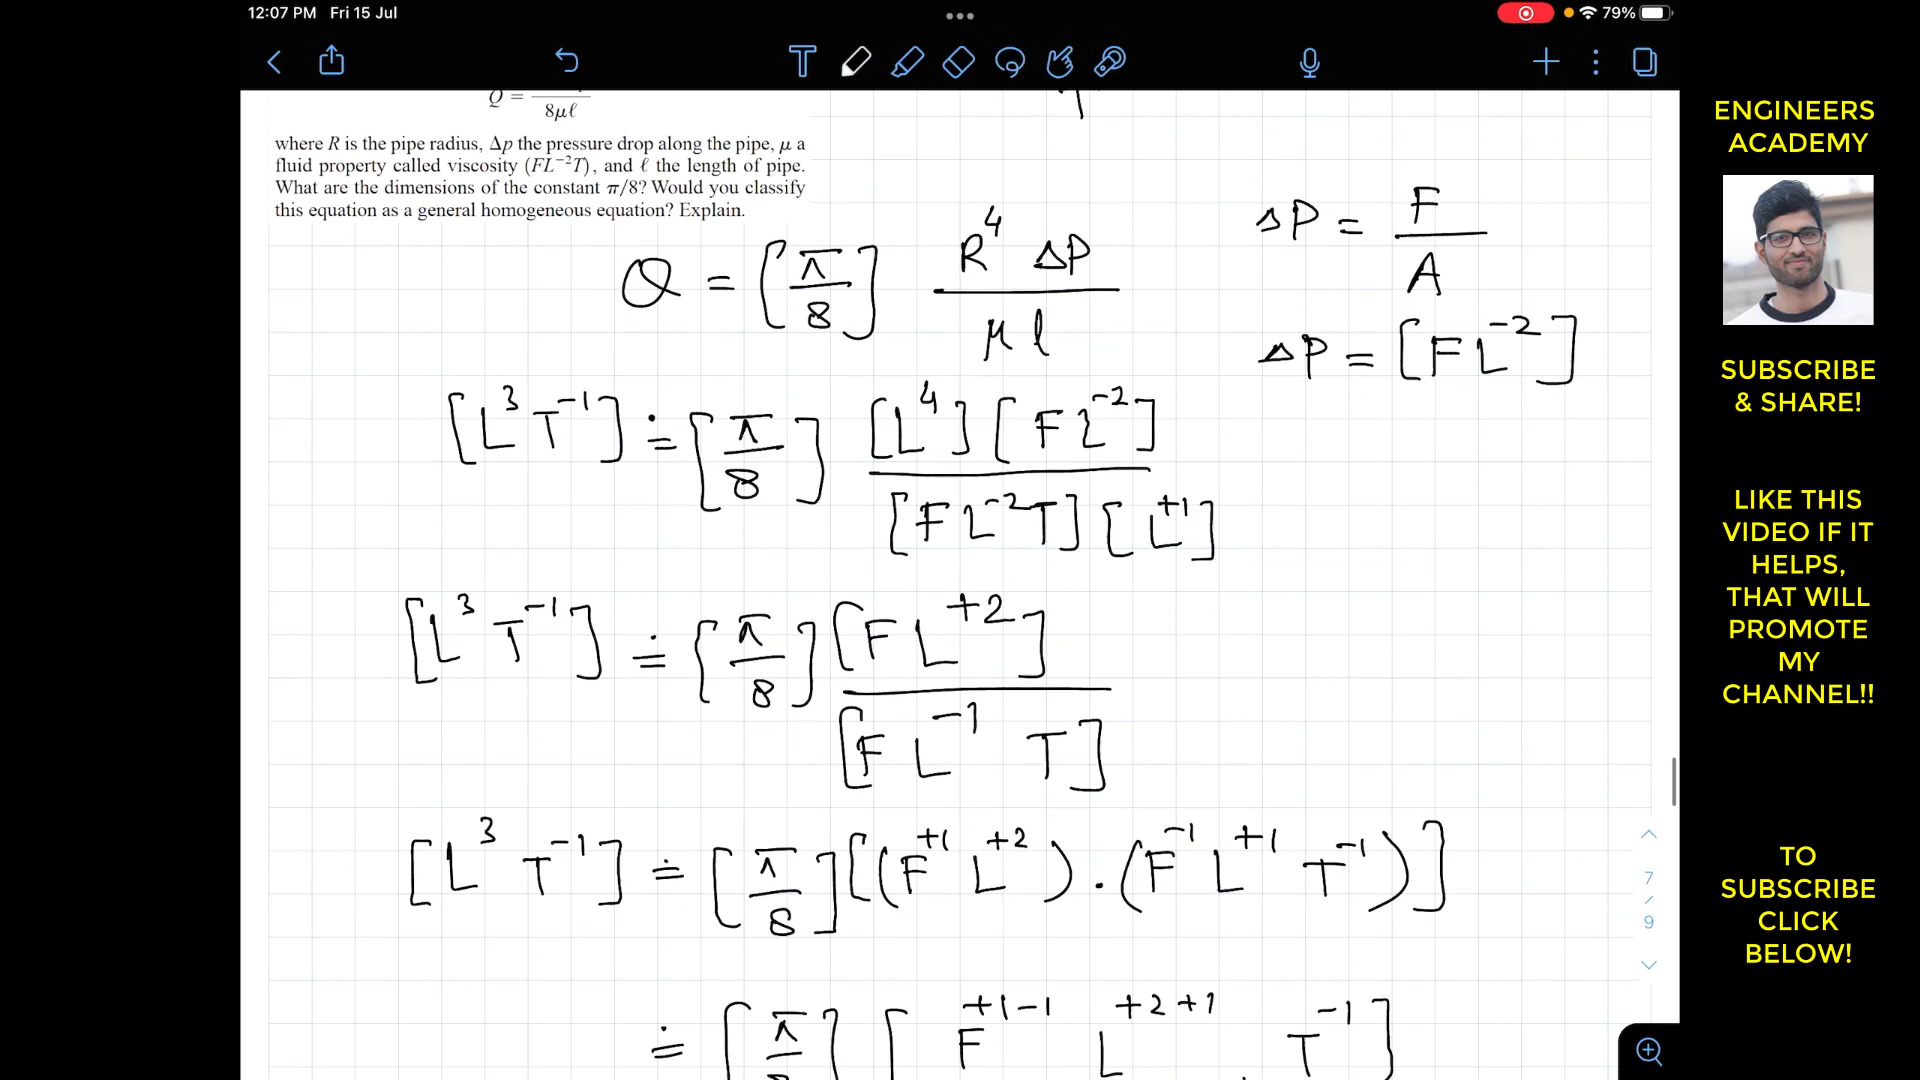 12:07 PM Fri 15 Jul
79%
Q =
8μℓ
where R is the pipe radius, Δp the pressure drop along the pipe, μ a
fluid property called viscosity (FL⁻²T), and ℓ the length of pipe.
What are the dimensions of the constant π/8? Would you classify
this equation as a general homogeneous equation? Explain.
Q = [π/8] R⁴ ΔP / μ l
ΔP = F / A
ΔP = [FL⁻²]
[L³ T⁻¹] ≐ [π/8] [L⁴] [FL⁻²] / [FL⁻²T] [L⁺¹]
[L³ T⁻¹] ≐ [π/8] [FL⁺²] / [FL⁻¹ T]
[L³ T⁻¹] ≐ [π/8] [(F⁺¹ L⁺²) . (F⁻¹ L⁺¹ T⁻¹)]
≐ [π/8] [F⁺¹⁻¹ L⁺²⁺¹ T⁻¹]
7
/
9
ENGINEERS
ACADEMY
SUBSCRIBE
& SHARE!
LIKE THIS
VIDEO IF IT
HELPS,
THAT WILL
PROMOTE
MY
CHANNEL!!
TO
SUBSCRIBE
CLICK
BELOW!